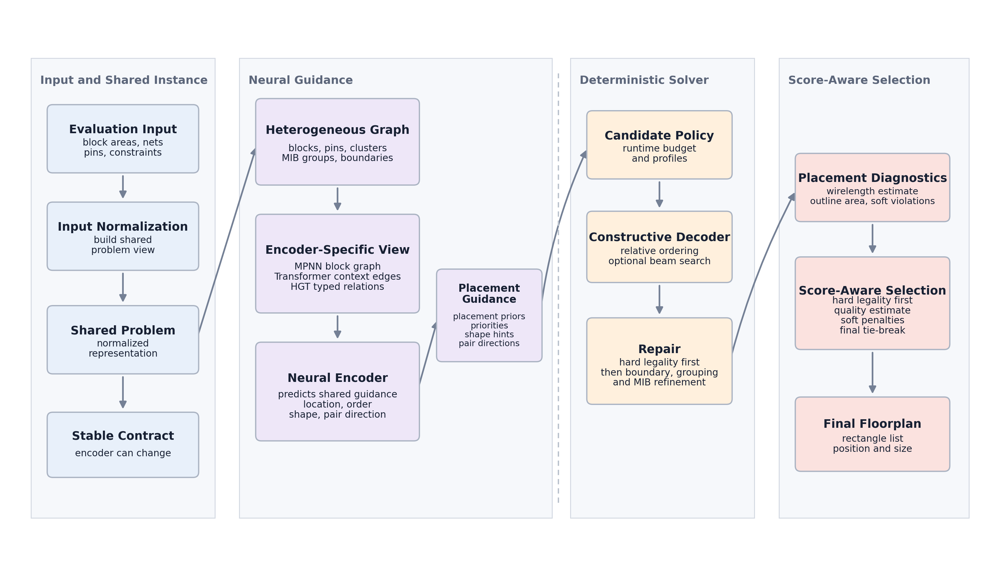 Input and Shared Instance
Evaluation Input
block areas, nets
pins, constraints
Input Normalization
build shared
problem view
Shared Problem
normalized
representation
Stable Contract
encoder can change
Neural Guidance
Heterogeneous Graph
blocks, pins, clusters
MIB groups, boundaries
Encoder-Specific View
MPNN block graph
Transformer context edges
HGT typed relations
Neural Encoder
predicts shared guidance
location, order
shape, pair direction
Placement
Guidance
placement priors
priorities
shape hints
pair directions
Deterministic Solver
Candidate Policy
runtime budget
and profiles
Constructive Decoder
relative ordering
optional beam search
Repair
hard legality first
then boundary, grouping
and MIB refinement
Score-Aware Selection
Placement Diagnostics
wirelength estimate
outline area, soft violations
Score-Aware Selection
hard legality first
quality estimate
soft penalties
final tie-break
Final Floorplan
rectangle list
position and size